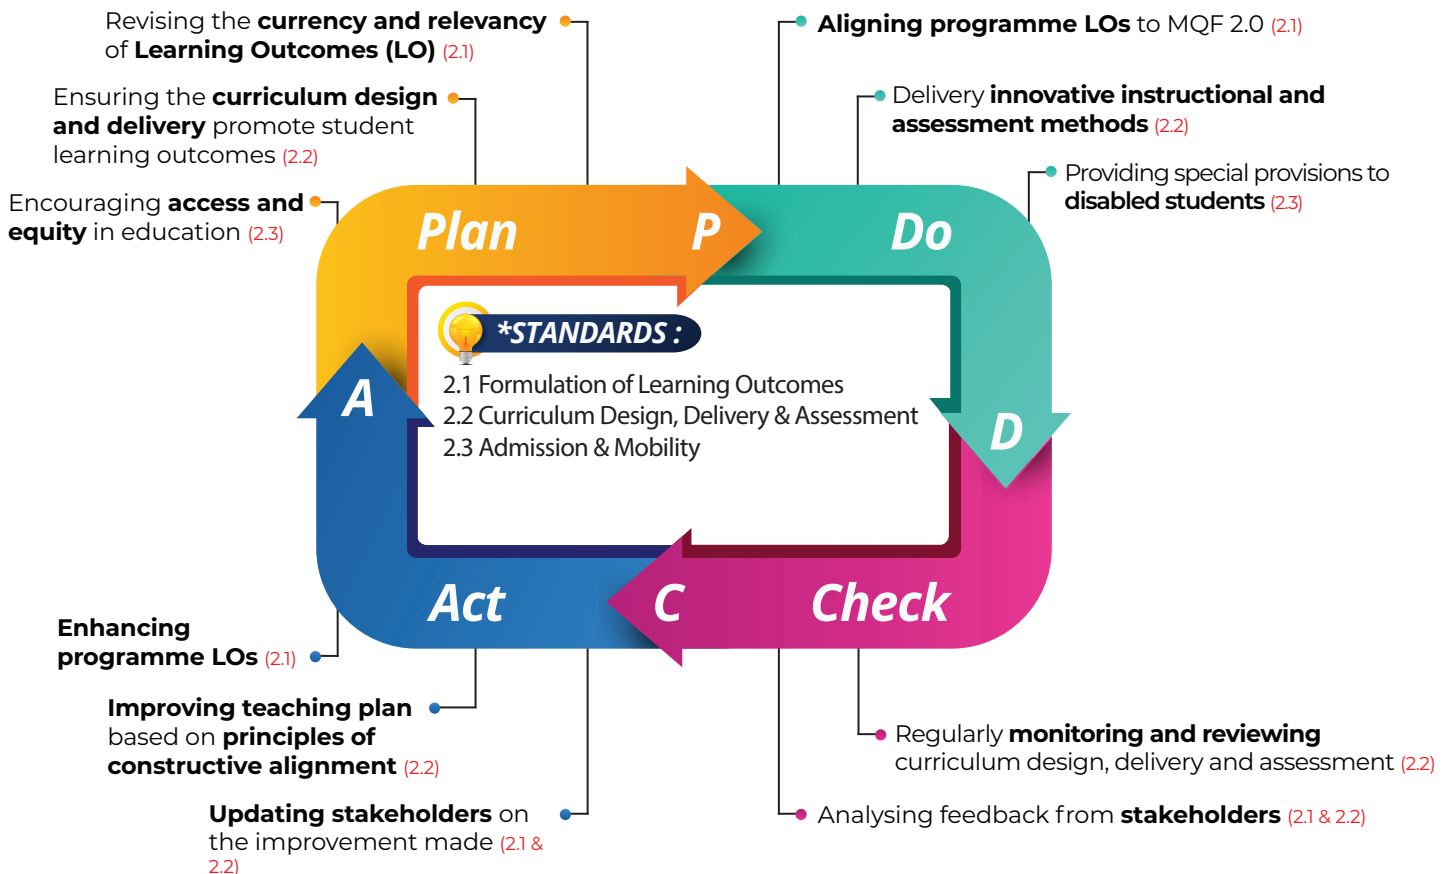 Revising the currency and relevancy
of Learning Outcomes (LO) (2.1)
Ensuring the curriculum design
and delivery promote student
learning outcomes (2.2)
Encouraging access and
equity in education (2.3)
Aligning programme LOs to MQF 2.0 (2.1)
Delivery innovative instructional and
assessment methods (2.2)
Providing special provisions to
disabled students (2.3)
Plan
P
Do
D
*STANDARDS :
2.1 Formulation of Learning Outcomes
2.2 Curriculum Design, Delivery & Assessment
2.3 Admission & Mobility
A
Act
C
Check
Enhancing
programme LOs (2.1)
Improving teaching plan
based on principles of
constructive alignment (2.2)
Updating stakeholders on
the improvement made (2.1 &
2.2)
Regularly monitoring and reviewing
curriculum design, delivery and assessment (2.2)
Analysing feedback from stakeholders (2.1 & 2.2)